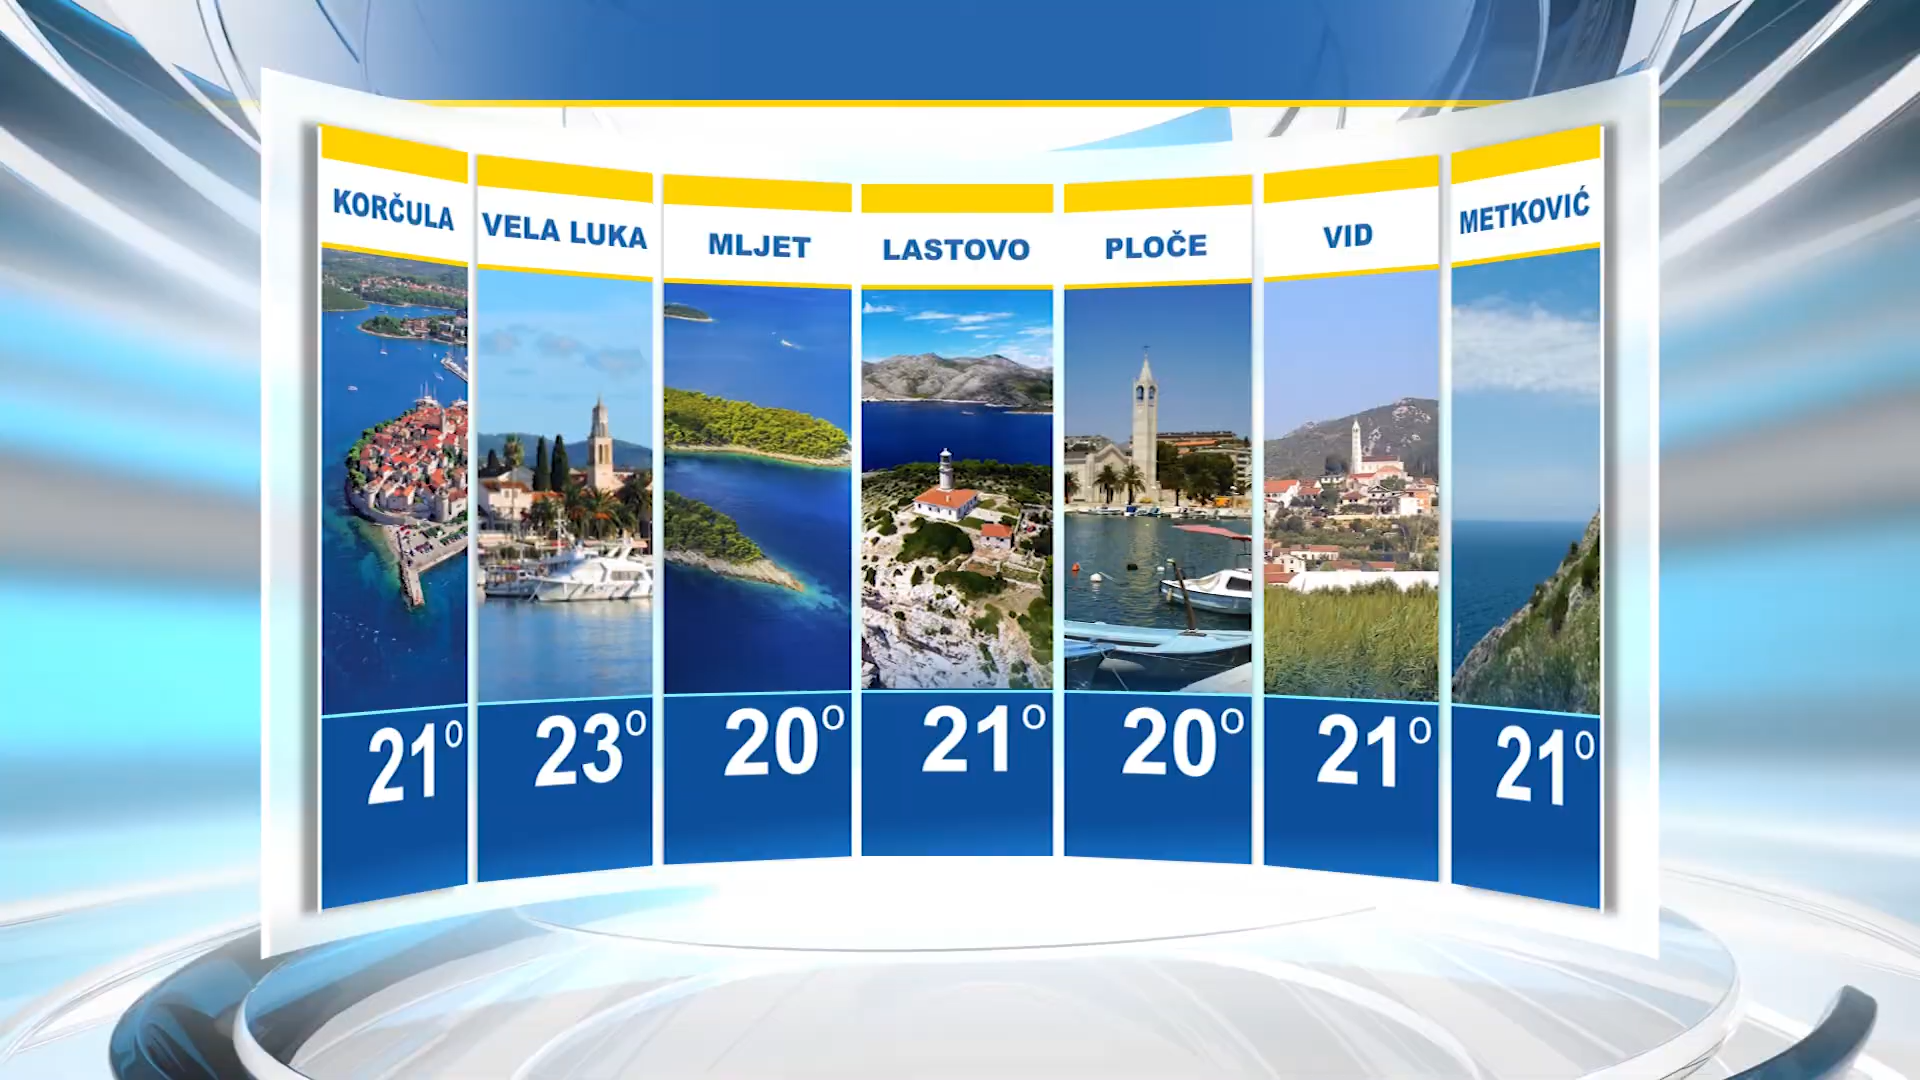 KORČULA
VELA LUKA
MLJET
LASTOVO
PLOČE
VID
METKOVIĆ
21°
23°
20°
21°
20°
21°
21°